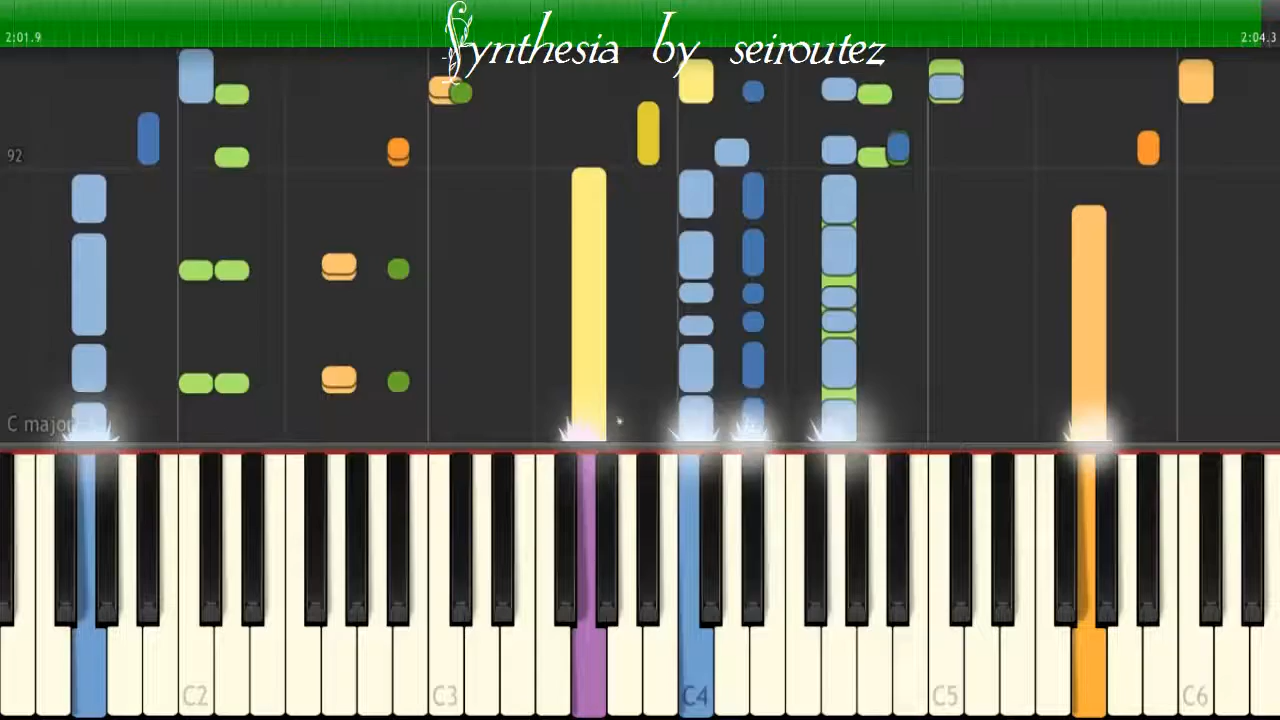 Synthesia by seiroutez
2:01.9
2:04.3
92
C major
C2
C3
C4
C5
C6